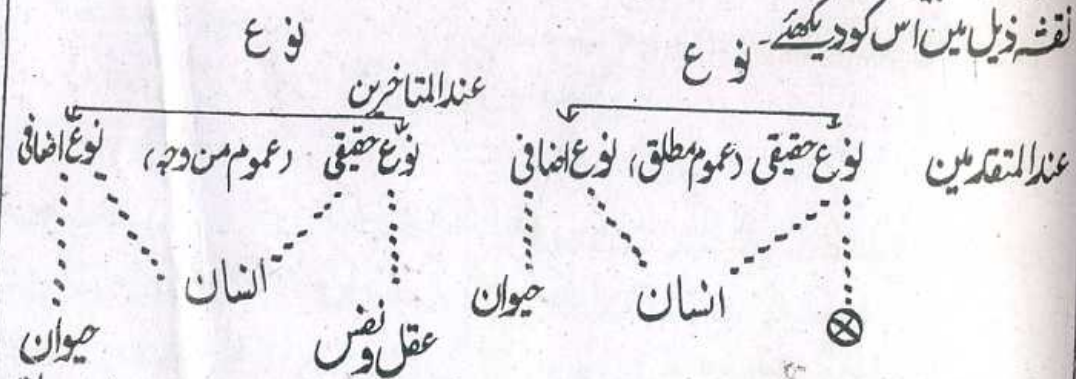 نقشہ ذیل میں اس کو دیکھئے۔
نوع
نوع
عند المتاخرین
عند المتقدمین نوع حقیقی (عموم مطلق) نوع اضافی
نوع حقیقی (عموم من وجہ) نوع اضافی
انسان حیوان
انسان
عقل و نفس حیوان